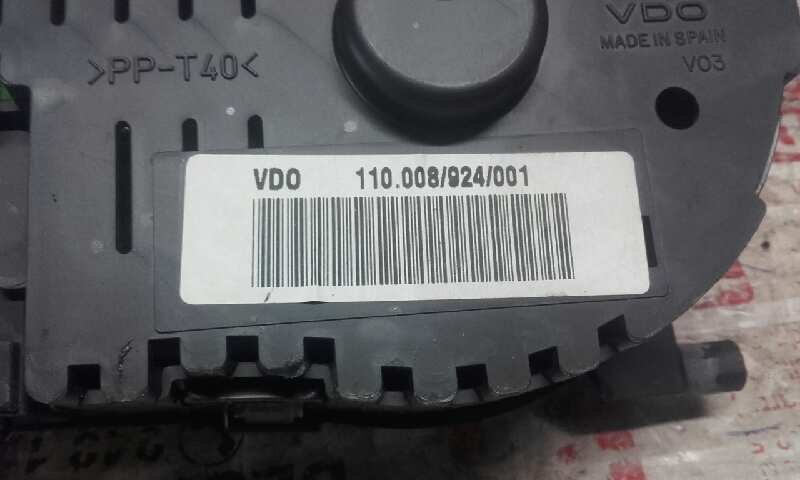 VDO
MADE IN SPAIN
V03
>PP-T40<
VDO 110.008/924/001